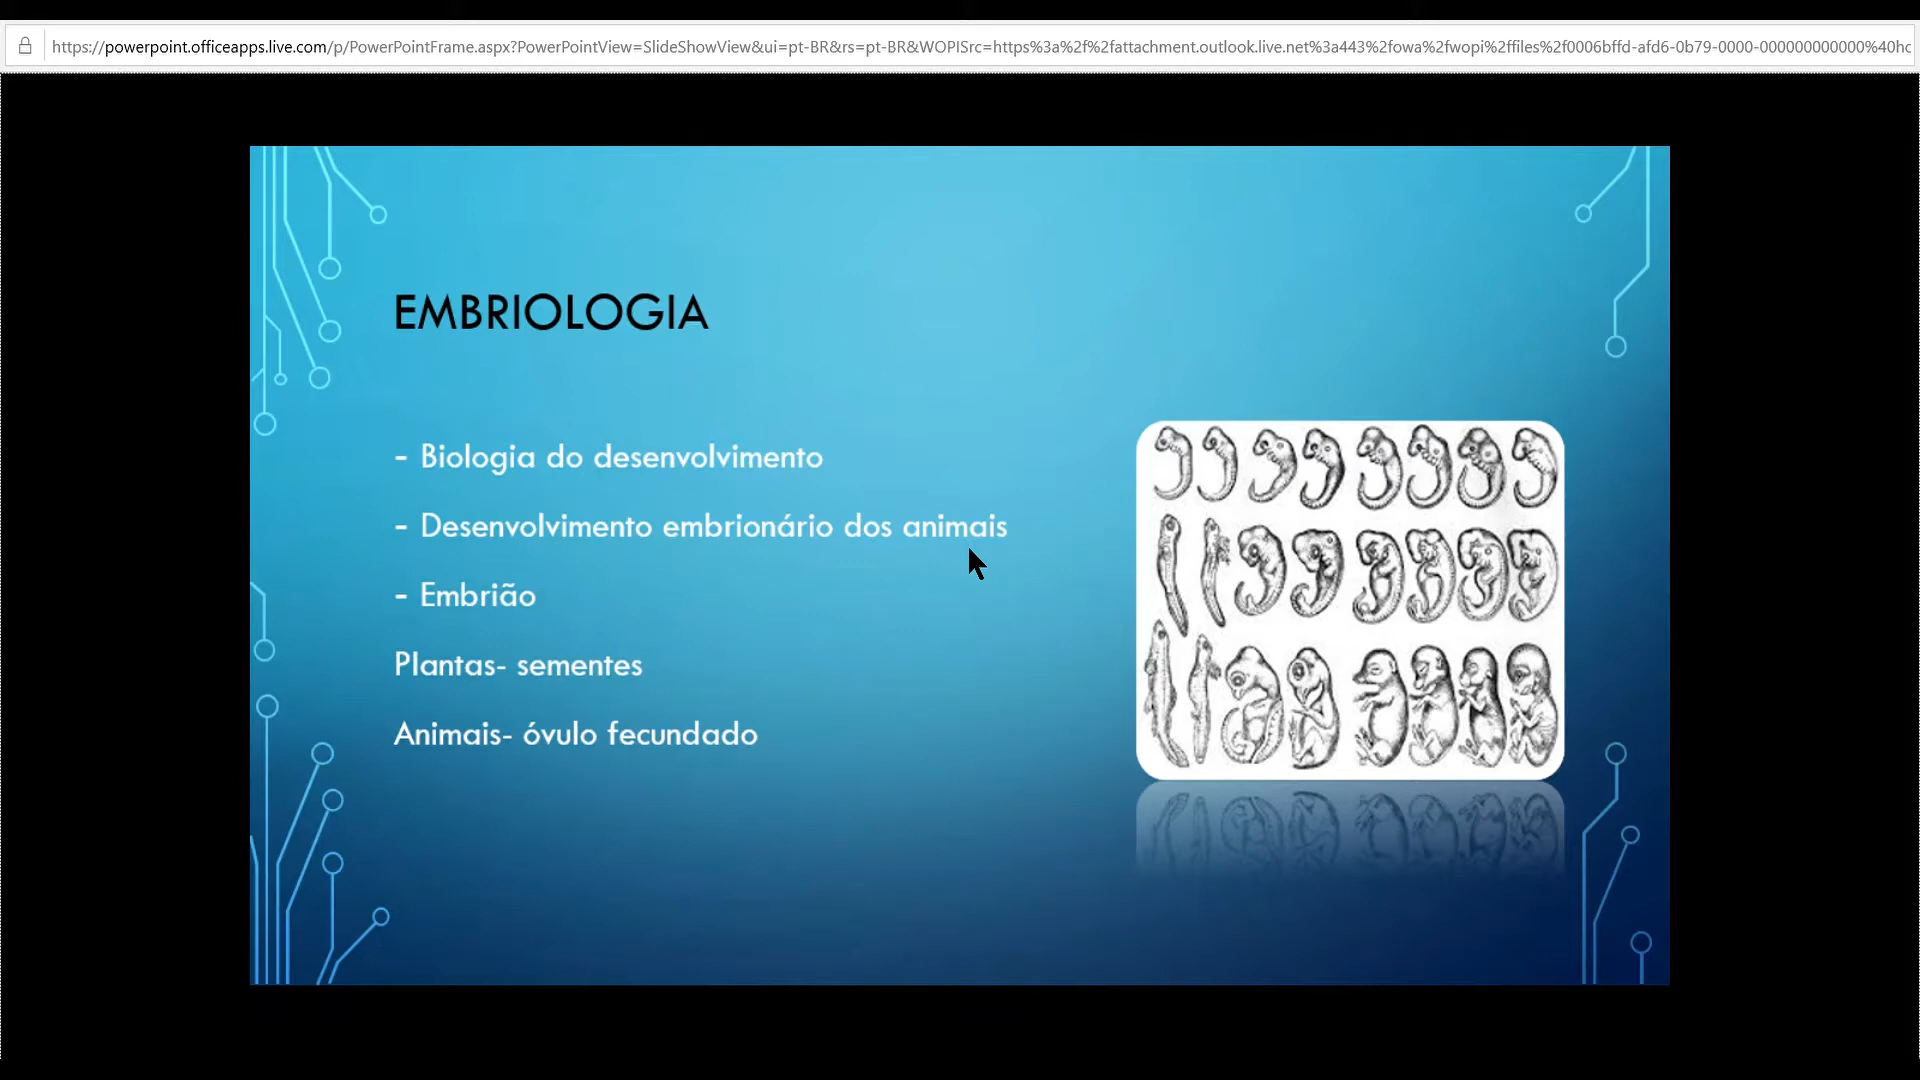 https://powerpoint.officeapps.live.com/p/PowerPointFrame.aspx?PowerPointView=SlideShowView&ui=pt-BR&rs=pt-BR&WOPISrc=https%3a%2f%2fattachment.outlook.live.net%3a443%2fowa%2fwopi%2ffiles%2f0006bffd-afd6-0b79-0000-000000000000%40hc
EMBRIOLOGIA
- Biologia do desenvolvimento
- Desenvolvimento embrionário dos animais
- Embrião
Plantas- sementes
Animais- óvulo fecundado